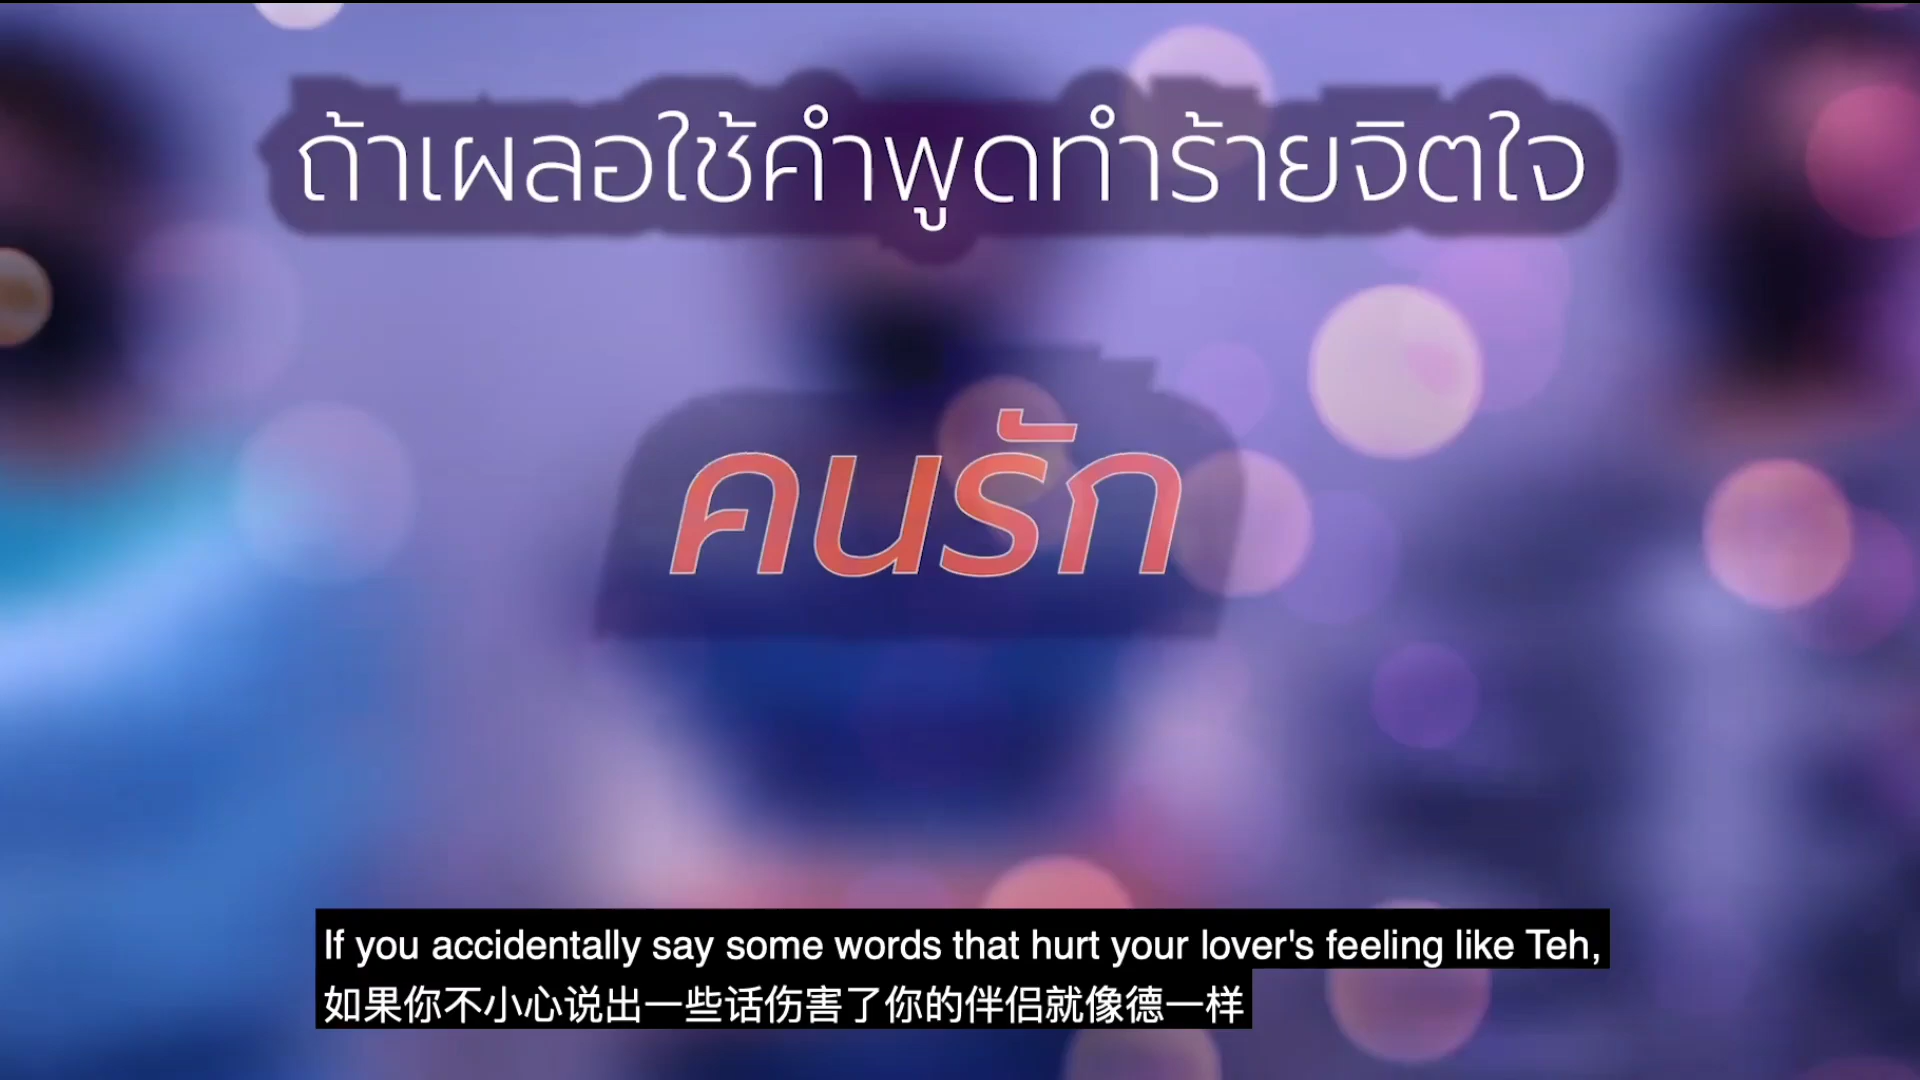 ถ้าเผลอใช้คำพูดทำร้ายจิตใจ
คนรัก
If you accidentally say some words that hurt your lover's feeling like Teh,
如果你不小心说出一些话伤害了你的伴侣就像德一样